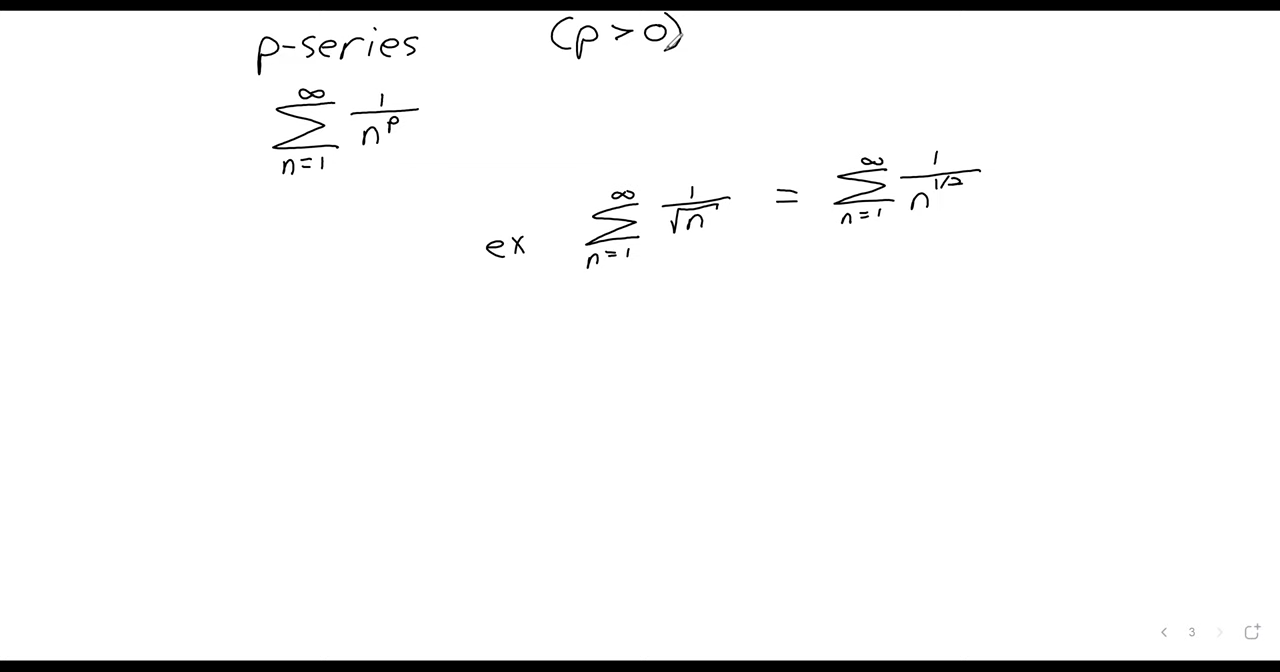 p-series (p > 0)
∞
∑ 1/n^p
n=1
ex ∞ ∑ n=1 1/√n = ∞ ∑ n=1 1/n^1/2
< 3 >